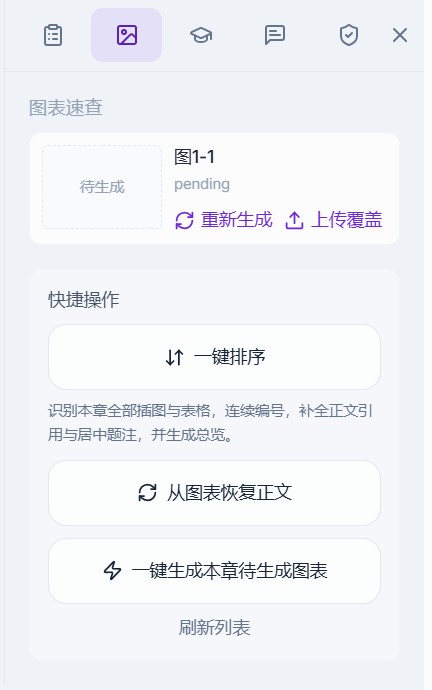 图表速查
待生成
图1-1
pending
重新生成
上传覆盖
快捷操作
一键排序
识别本章全部插图与表格，连续编号，补全正文引
用与居中题注，并生成总览。
从图表恢复正文
一键生成本章待生成图表
刷新列表